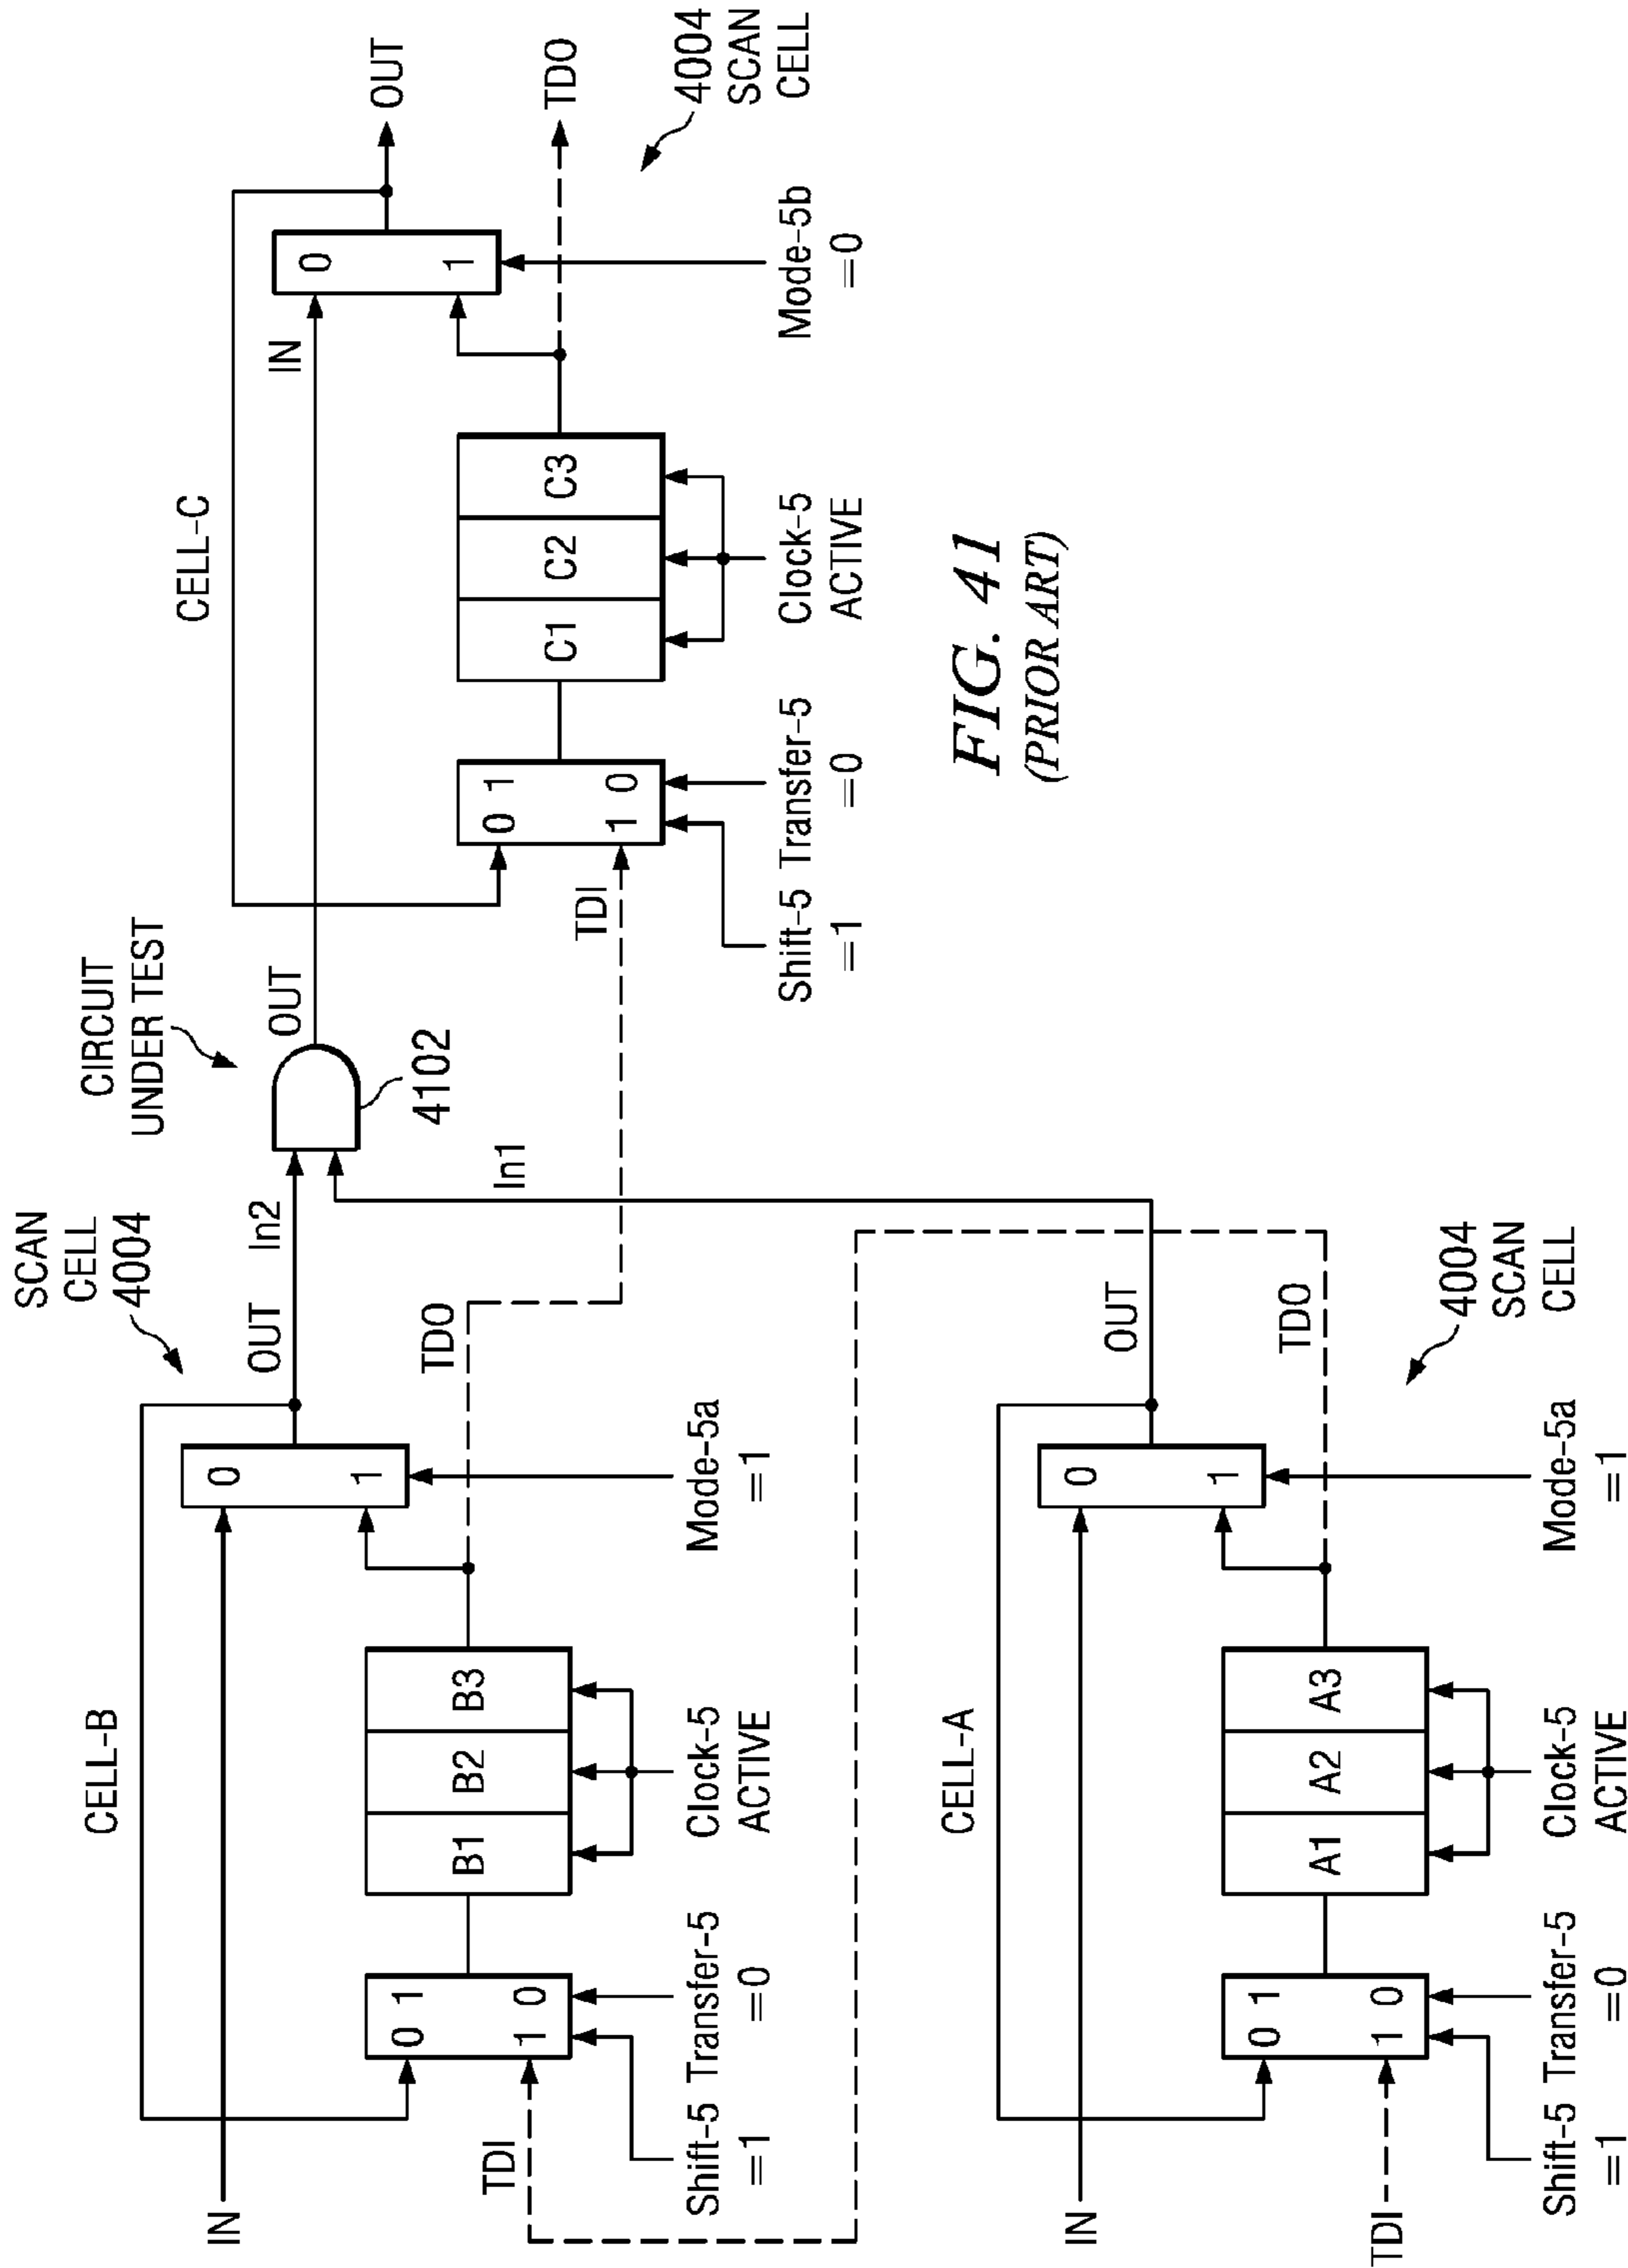 SCAN
CELL
4004
CIRCUIT
UNDER TEST
4102
CELL-B
IN
OUT
In2
0
1
0 1
1 0
B1
B2
B3
TDI
TDO
Shift-5
=1
Transfer-5
=0
Clock-5
ACTIVE
Mode-5a
=1
CELL-A
IN
OUT
In1
0
1
0 1
1 0
A1
A2
A3
TDI
TDO
Shift-5
=1
Transfer-5
=0
Clock-5
ACTIVE
Mode-5a
=1
4004
SCAN
CELL
CELL-C
OUT
IN
OUT
0
1
0 1
1 0
C1
C2
C3
TDI
TDO
Shift-5
=1
Transfer-5
=0
Clock-5
ACTIVE
Mode-5b
=0
4004
SCAN
CELL
FIG. 41
(PRIOR ART)